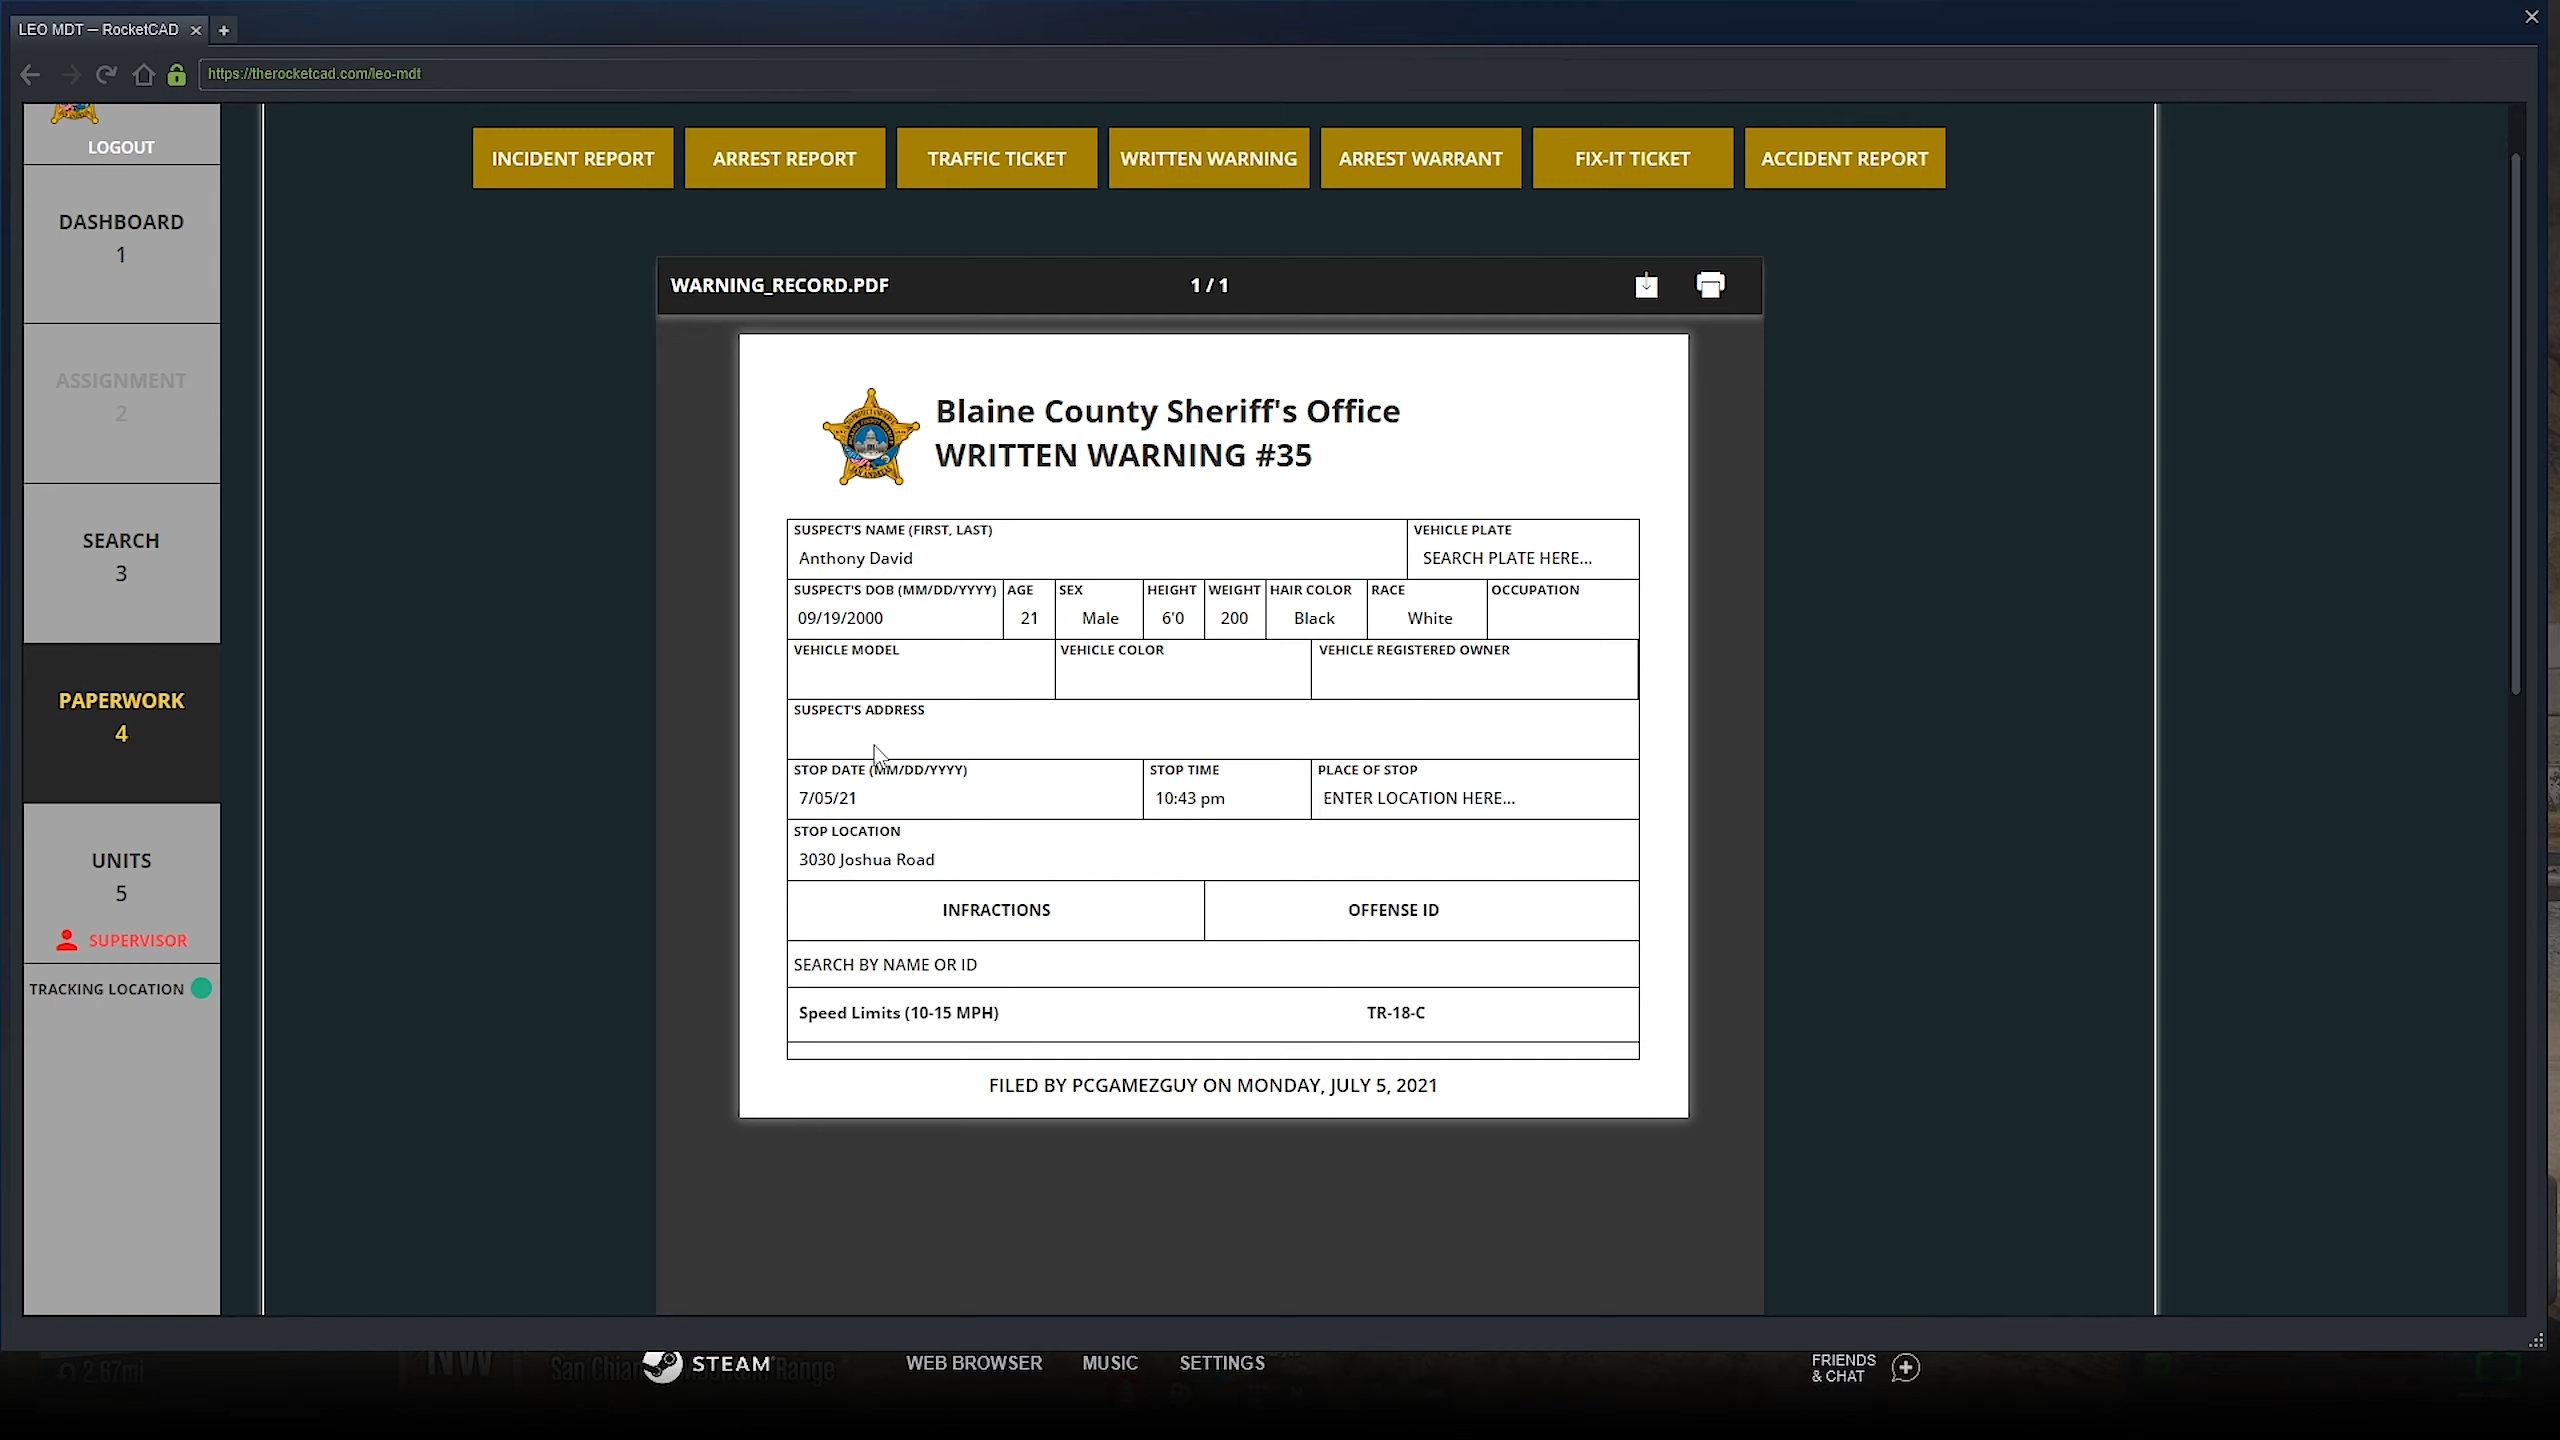 LEO MDT — RocketCAD
https://therocketcad.com/leo-mdt
LOGOUT
DASHBOARD
1
ASSIGNMENT
2
SEARCH
3
PAPERWORK
4
UNITS
5
SUPERVISOR
TRACKING LOCATION
INCIDENT REPORT ARREST REPORT TRAFFIC TICKET WRITTEN WARNING ARREST WARRANT FIX-IT TICKET ACCIDENT REPORT
WARNING_RECORD.PDF 1 / 1
Blaine County Sheriff's Office
WRITTEN WARNING #35
SUSPECT'S NAME (FIRST, LAST) VEHICLE PLATE
Anthony David SEARCH PLATE HERE...
SUSPECT'S DOB (MM/DD/YYYY) AGE SEX HEIGHT WEIGHT HAIR COLOR RACE OCCUPATION
09/19/2000 21 Male 6'0 200 Black White
VEHICLE MODEL VEHICLE COLOR VEHICLE REGISTERED OWNER
SUSPECT'S ADDRESS
STOP DATE (MM/DD/YYYY) STOP TIME PLACE OF STOP
7/05/21 10:43 pm ENTER LOCATION HERE...
STOP LOCATION
3030 Joshua Road
INFRACTIONS OFFENSE ID
SEARCH BY NAME OR ID
Speed Limits (10-15 MPH) TR-18-C
FILED BY PCGAMEZGUY ON MONDAY, JULY 5, 2021
2.67mi
NW
San Chian
Range
STEAM WEB BROWSER MUSIC SETTINGS
FRIENDS
& CHAT